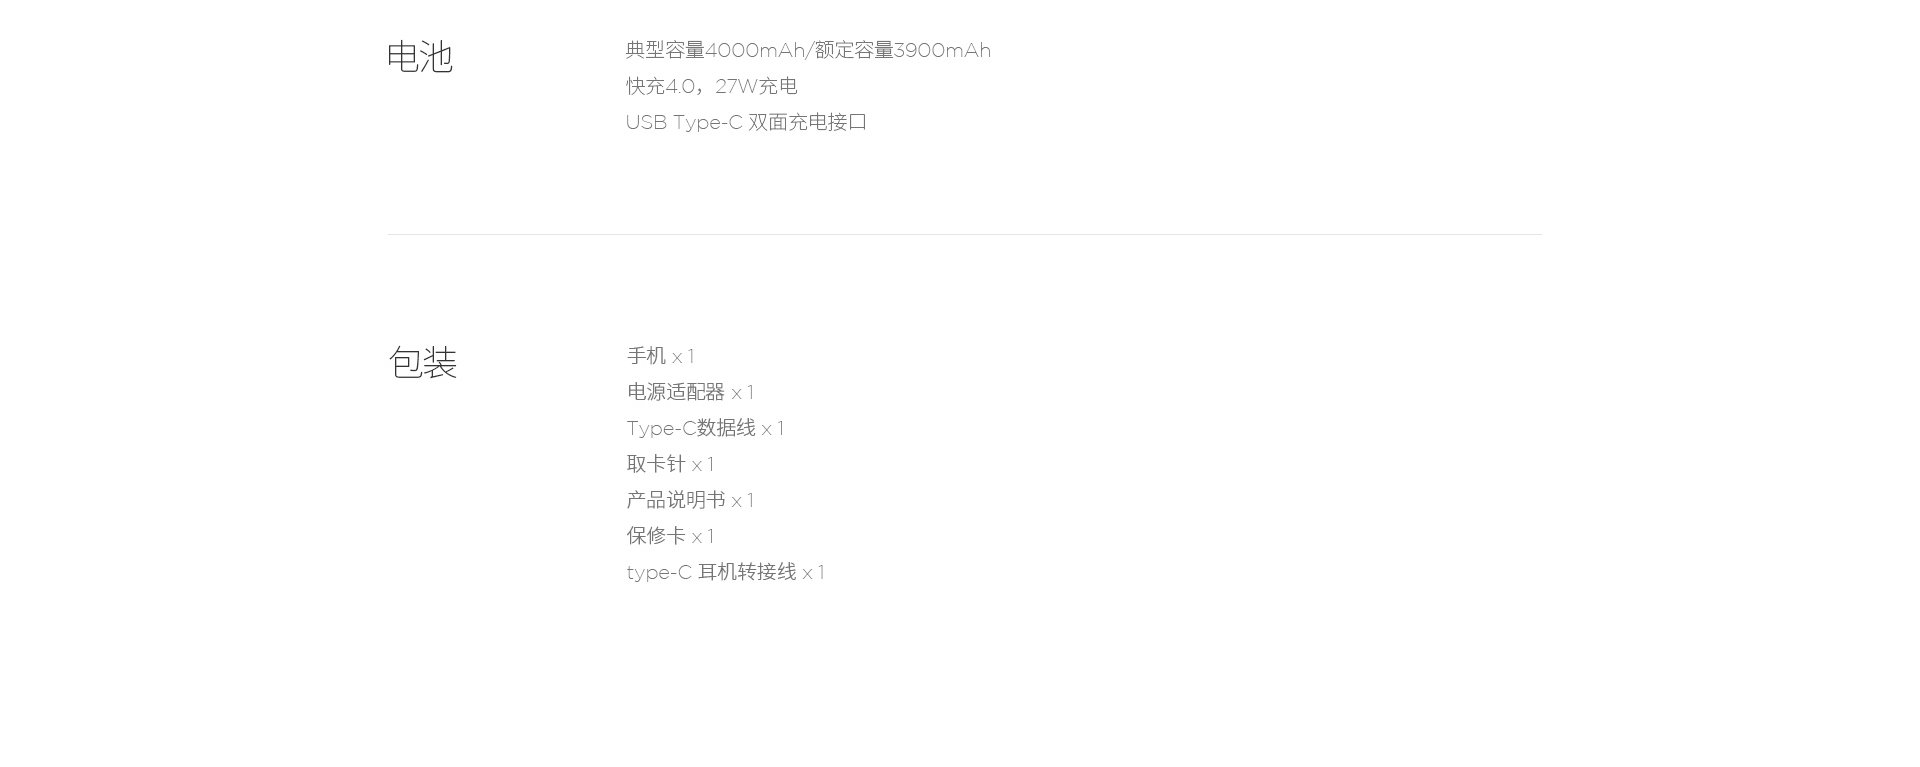 电池
典型容量4000mAh/额定容量3900mAh
快充4.0，27W充电
USB Type-C 双面充电接口
包装
手机 x 1
电源适配器 x 1
Type-C数据线 x 1
取卡针 x 1
产品说明书 x 1
保修卡 x 1
type-C 耳机转接线 x 1